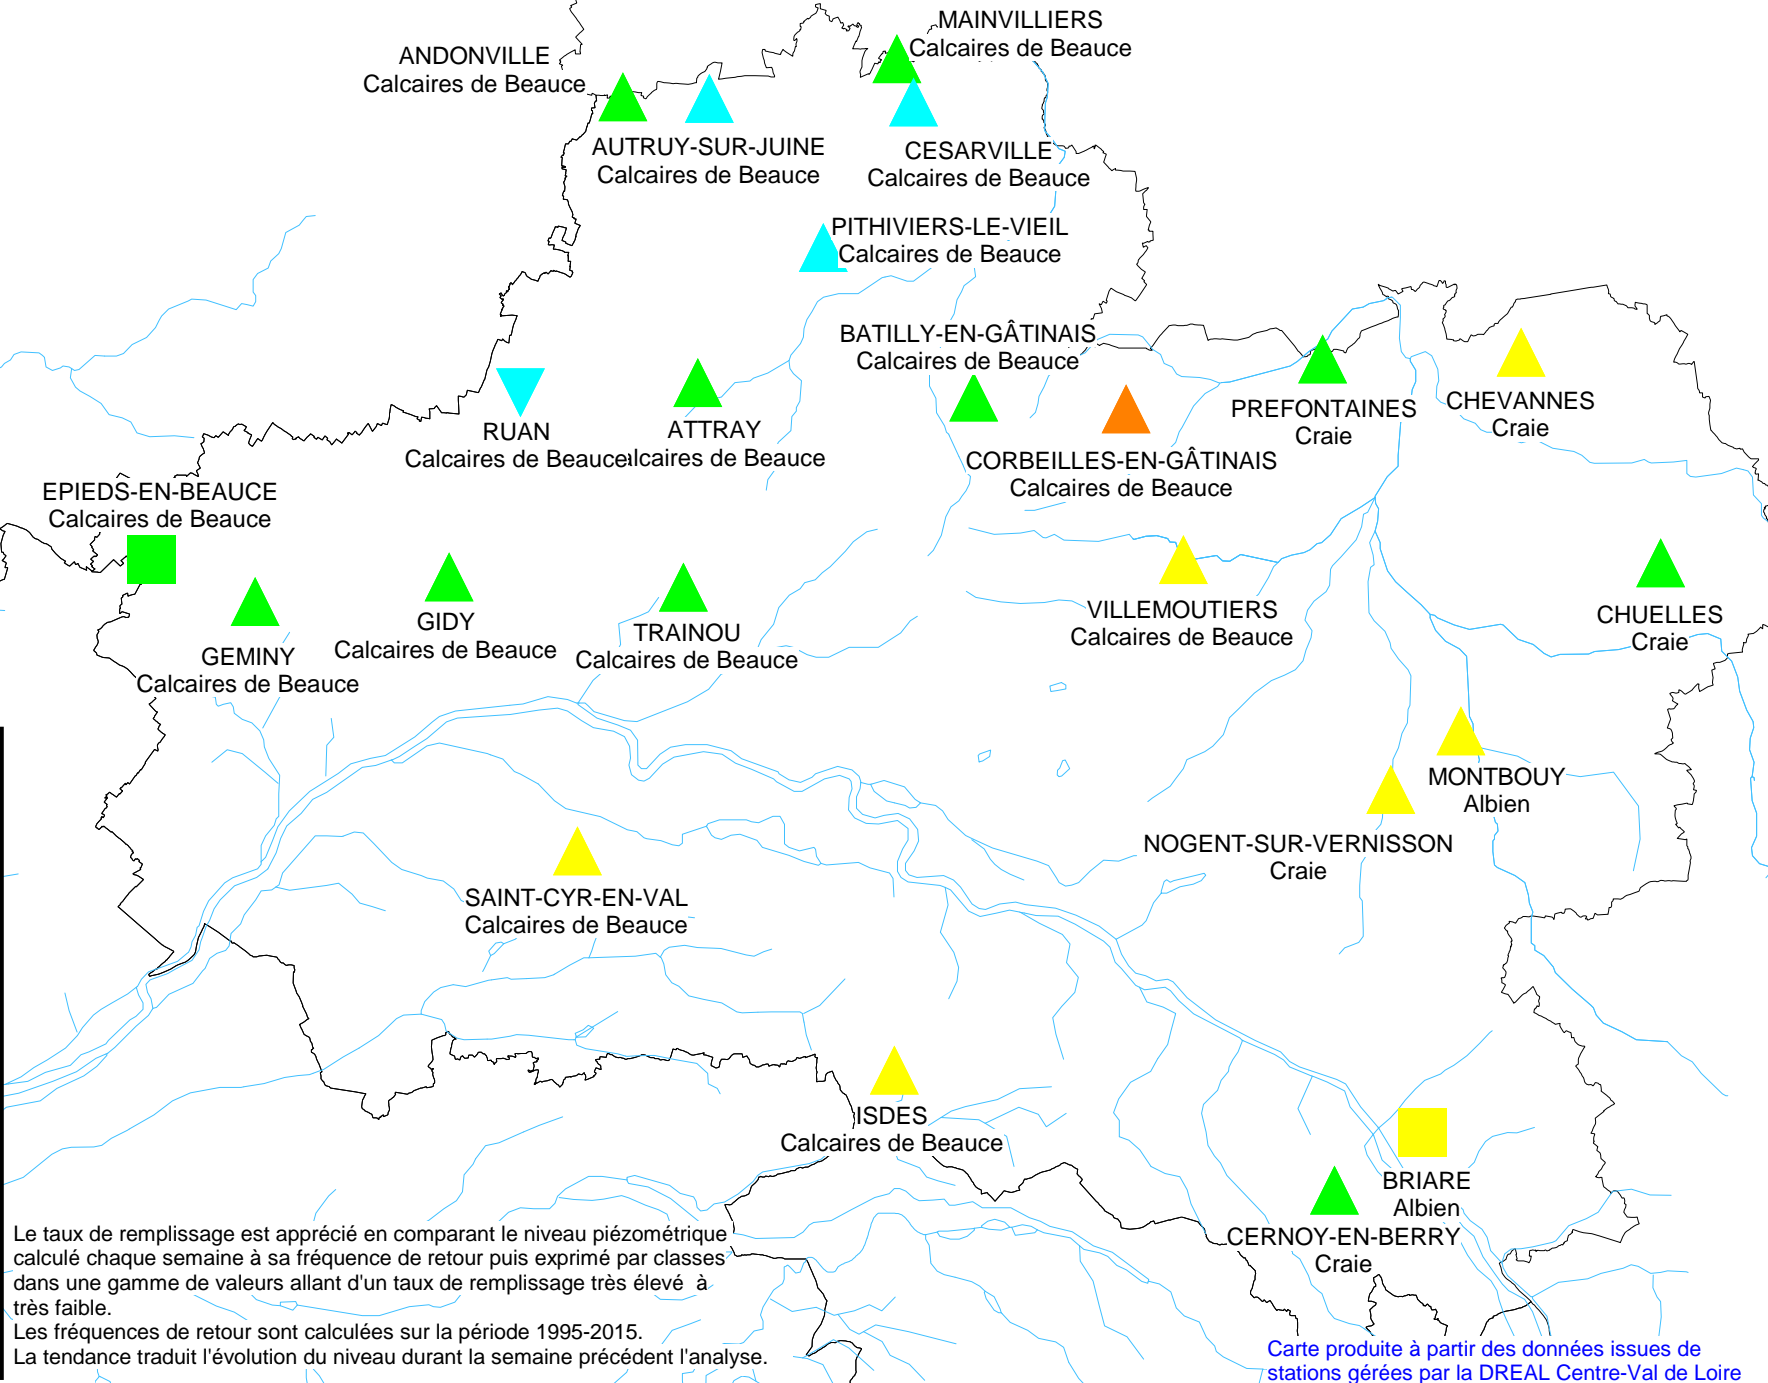 MAINVILLIERS
Calcaires de Beauce
ANDONVILLE
Calcaires de Beauce
AUTRUY-SUR-JUINE
Calcaires de Beauce
CESARVILLE
Calcaires de Beauce
PITHIVIERS-LE-VIEIL
Calcaires de Beauce
BATILLY-EN-GÂTINAIS
Calcaires de Beauce
RUAN
Calcaires de Beauce
ATTRAY
alcaires de Beauce
PREFONTAINES
Craie
CHEVANNES
Craie
CORBEILLES-EN-GÂTINAIS
Calcaires de Beauce
EPIEDS-EN-BEAUCE
Calcaires de Beauce
GEMINY
Calcaires de Beauce
GIDY
Calcaires de Beauce
TRAINOU
Calcaires de Beauce
VILLEMOUTIERS
Calcaires de Beauce
CHUELLES
Craie
MONTBOUY
Albien
NOGENT-SUR-VERNISSON
Craie
SAINT-CYR-EN-VAL
Calcaires de Beauce
ISDES
Calcaires de Beauce
BRIARE
Albien
CERNOY-EN-BERRY
Craie
Le taux de remplissage est apprécié en comparant le niveau piézométrique
calculé chaque semaine à sa fréquence de retour puis exprimé par classes
dans une gamme de valeurs allant d'un taux de remplissage très élevé à
très faible.
Les fréquences de retour sont calculées sur la période 1995-2015.
La tendance traduit l'évolution du niveau durant la semaine précédent l'analyse.
Carte produite à partir des données issues de
stations gérées par la DREAL Centre-Val de Loire